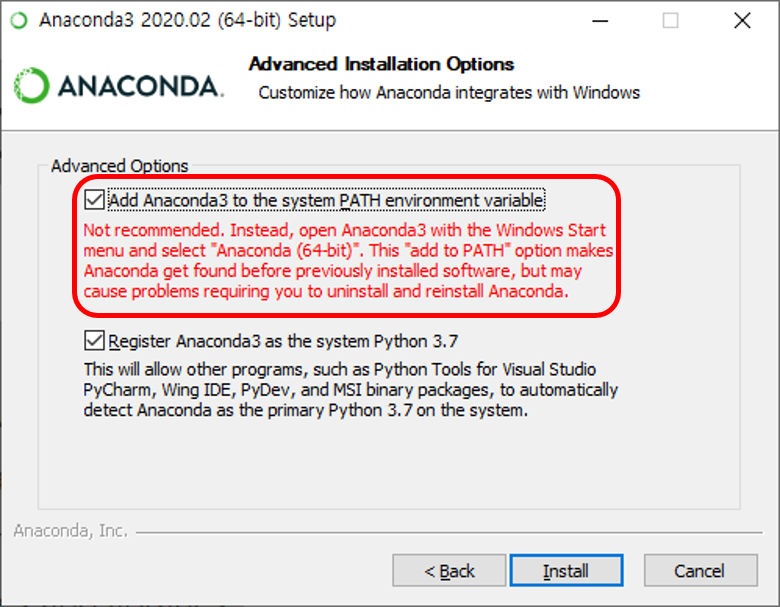 Anaconda3 2020.02 (64-bit) Setup
ANACONDA.
Advanced Installation Options
Customize how Anaconda integrates with Windows
Advanced Options
Add Anaconda3 to the system PATH environment variable
Not recommended. Instead, open Anaconda3 with the Windows Start
menu and select "Anaconda (64-bit)". This "add to PATH" option makes
Anaconda get found before previously installed software, but may
cause problems requiring you to uninstall and reinstall Anaconda.
Register Anaconda3 as the system Python 3.7
This will allow other programs, such as Python Tools for Visual Studio
PyCharm, Wing IDE, PyDev, and MSI binary packages, to automatically
detect Anaconda as the primary Python 3.7 on the system.
Anaconda, Inc.
< Back
Install
Cancel